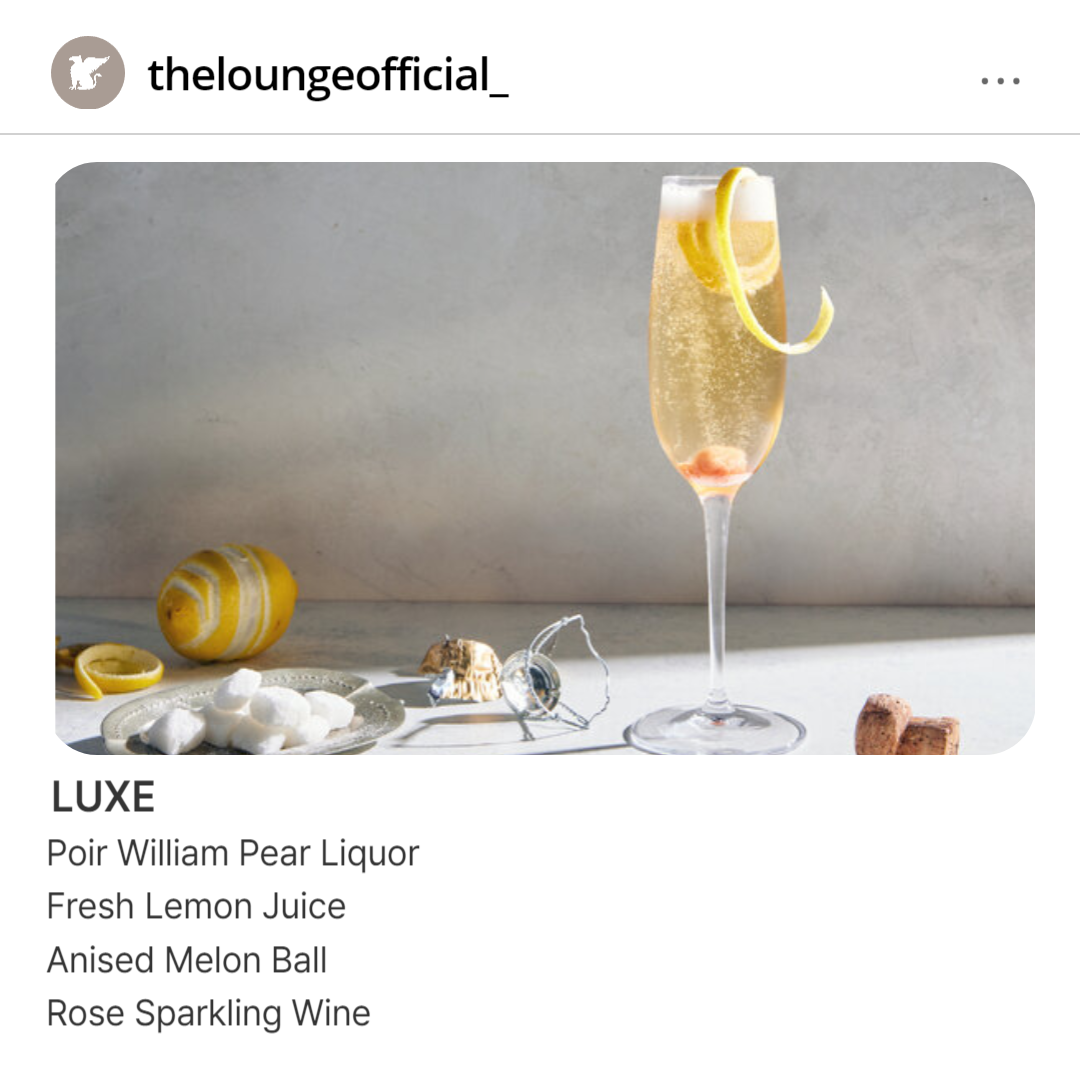 theloungeofficial_
LUXE
Poir William Pear Liquor
Fresh Lemon Juice
Anised Melon Ball
Rose Sparkling Wine